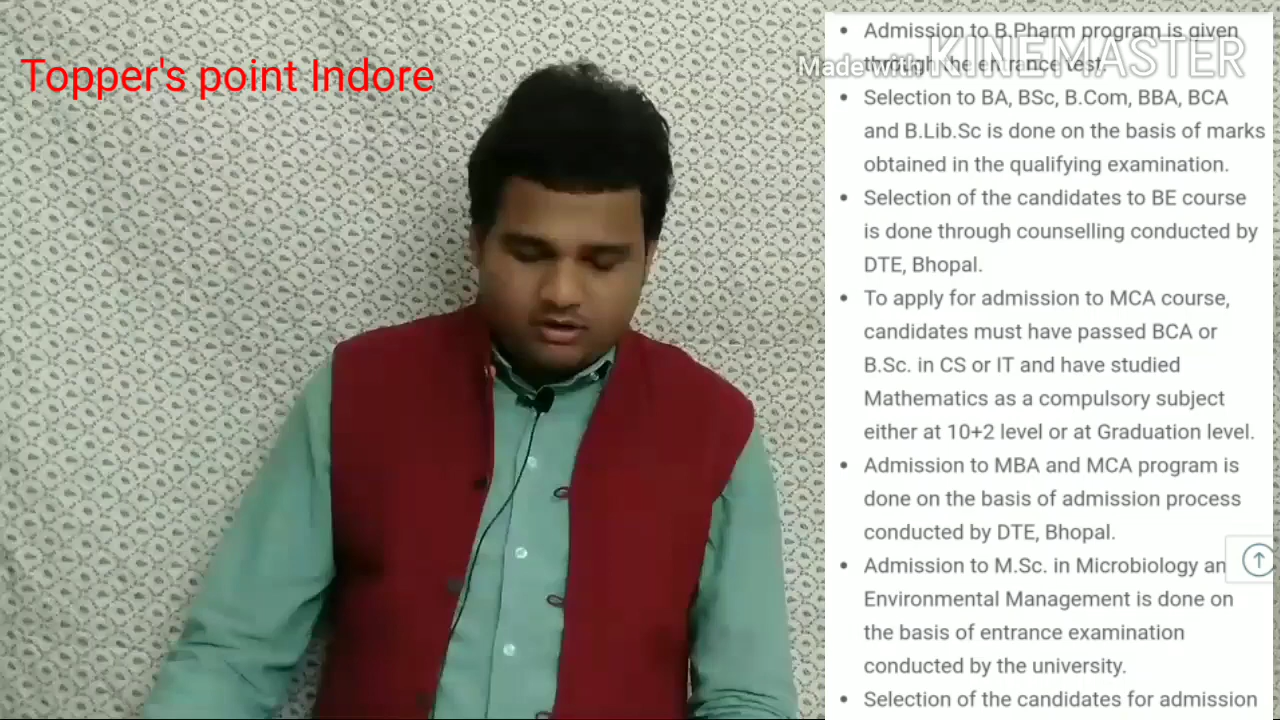 Topper's point Indore
Made with KINEMASTER
• Admission to B.Pharm program is given
through the entrance test.
• Selection to BA, BSc, B.Com, BBA, BCA
and B.Lib.Sc is done on the basis of marks
obtained in the qualifying examination.
• Selection of the candidates to BE course
is done through counselling conducted by
DTE, Bhopal.
• To apply for admission to MCA course,
candidates must have passed BCA or
B.Sc. in CS or IT and have studied
Mathematics as a compulsory subject
either at 10+2 level or at Graduation level.
• Admission to MBA and MCA program is
done on the basis of admission process
conducted by DTE, Bhopal.
• Admission to M.Sc. in Microbiology an
Environmental Management is done on
the basis of entrance examination
conducted by the university.
• Selection of the candidates for admission